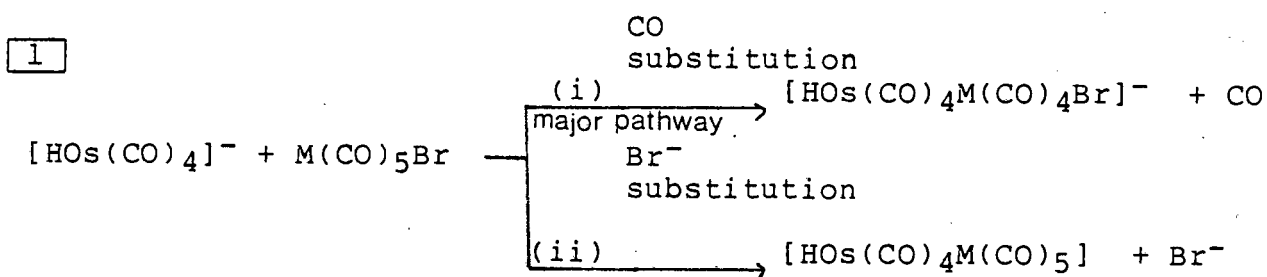 1
CO
substitution
(i)
[HOs(CO)4M(CO)4Br]⁻ + CO
major pathway
[HOs(CO)4]⁻ + M(CO)5Br
Br⁻
substitution
(ii)
[HOs(CO)4M(CO)5] + Br⁻